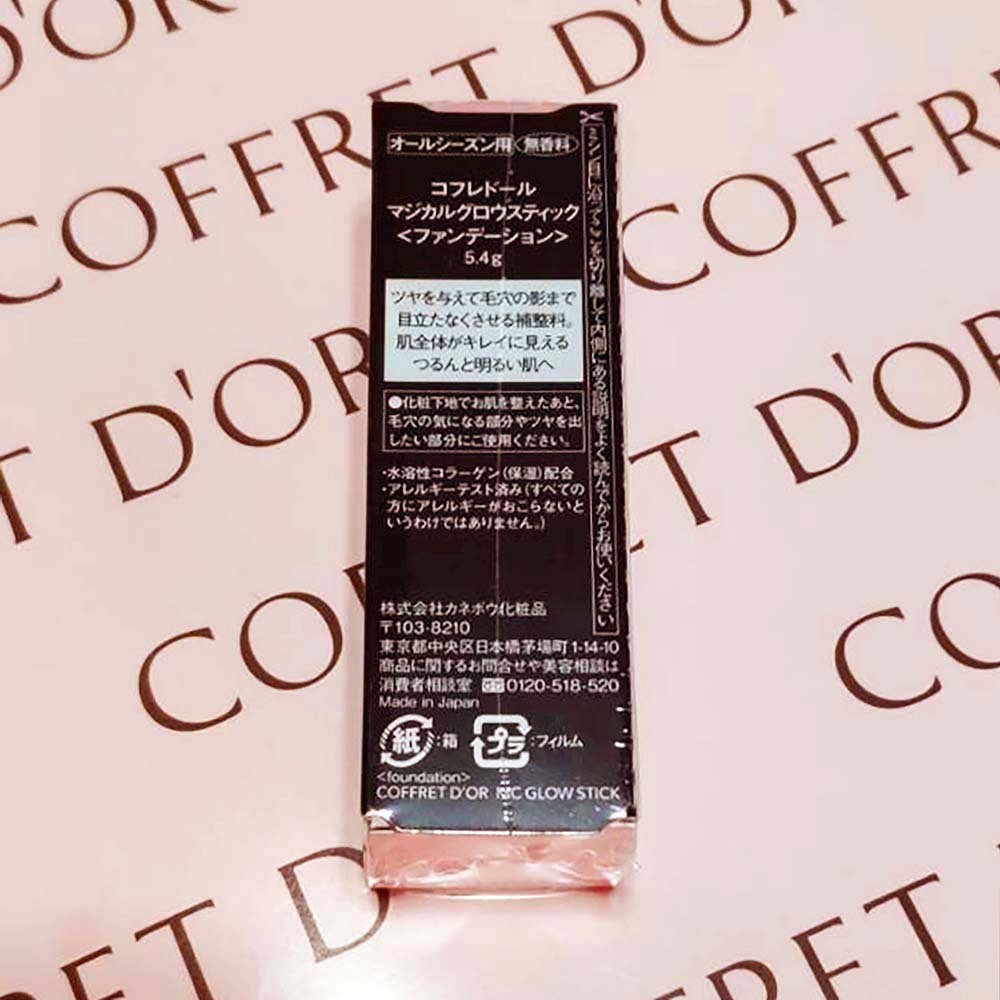 COFFRET D'OR
COFFRET D'OR
COFFRET D'OR
オールシーズン用 無香料
コフレドール
マジカルグロウスティック
<ファンデーション>
5.4g
ツヤを与えて毛穴の影まで
目立たなくさせる補整料。
肌全体がキレイに見える
つるんと明るい肌へ
●化粧下地でお肌を整えたあと、
毛穴の気になる部分やツヤを出
したい部分にご使用ください。
・水溶性コラーゲン(保湿)配合
・アレルギーテスト済み(すべての
方にアレルギーがおこらないと
いうわけではありません。)
ミシン目に沿ってここを切り離して内側にある説明をよく読んでからお使いください
株式会社カネボウ化粧品
〒103-8210
東京都中央区日本橋茅場町1-14-10
商品に関するお問合せや美容相談は
消費者相談室 0120-518-520
Made in Japan
紙:箱 プラ:フィルム
<foundation>
COFFRET D'OR MC GLOW STICK